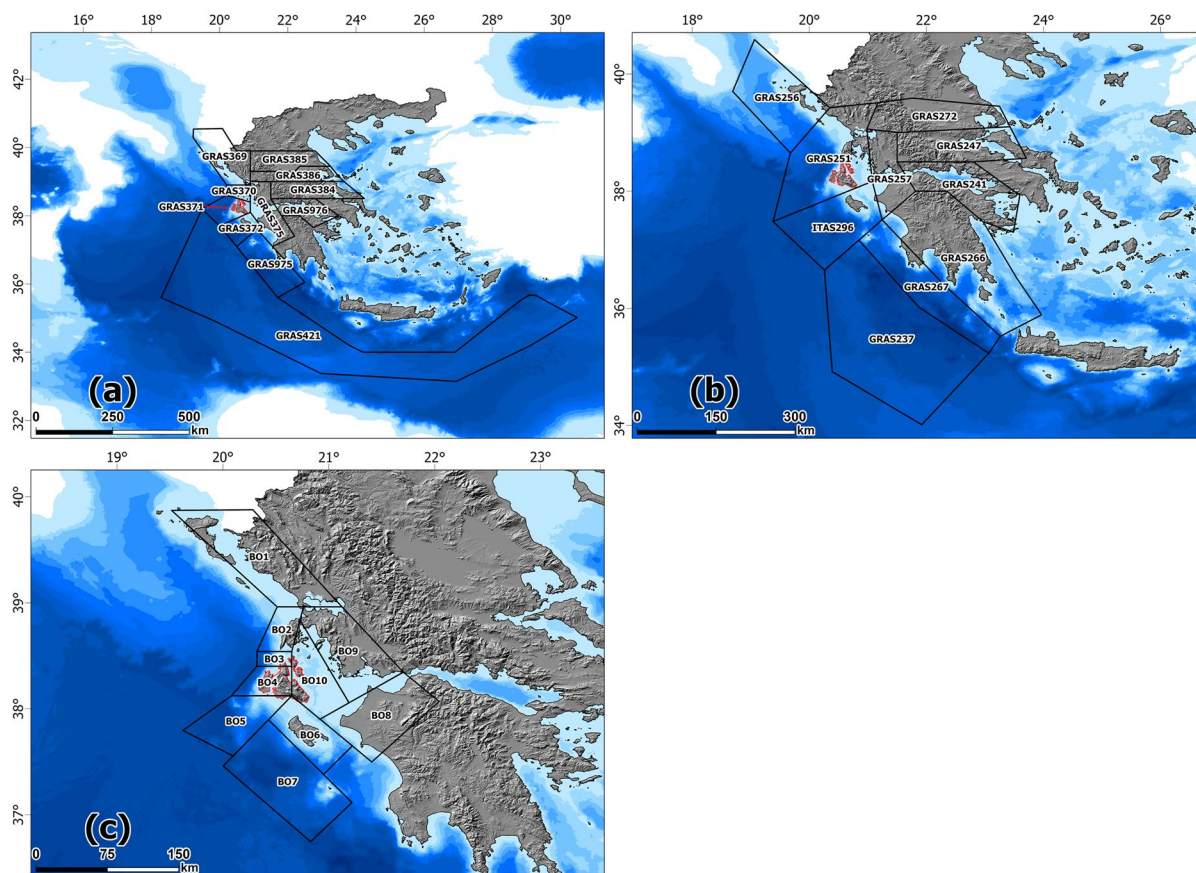 16° 18° 20° 22° 24° 26° 28° 30°
42°
40°
38°
36°
34°
32°
GRAS369
GRAS385
GRAS386
GRAS370
GRAS384
GRAS371
GRAS976
GRAS375
GRAS372
GRAS975
GRAS421
(a)
0 250 500
km
18° 20° 22° 24° 26°
40°
38°
36°
34°
GRAS256
GRAS272
GRAS247
GRAS251
GRAS257
GRAS241
ITAS296
GRAS266
GRAS267
GRAS237
(b)
0 150 300
km
19° 20° 21° 22° 23°
40°
39°
38°
37°
BO1
BO2
BO9
BO3
BO4
BO10
BO5
BO8
BO6
BO7
(c)
0 75 150
km